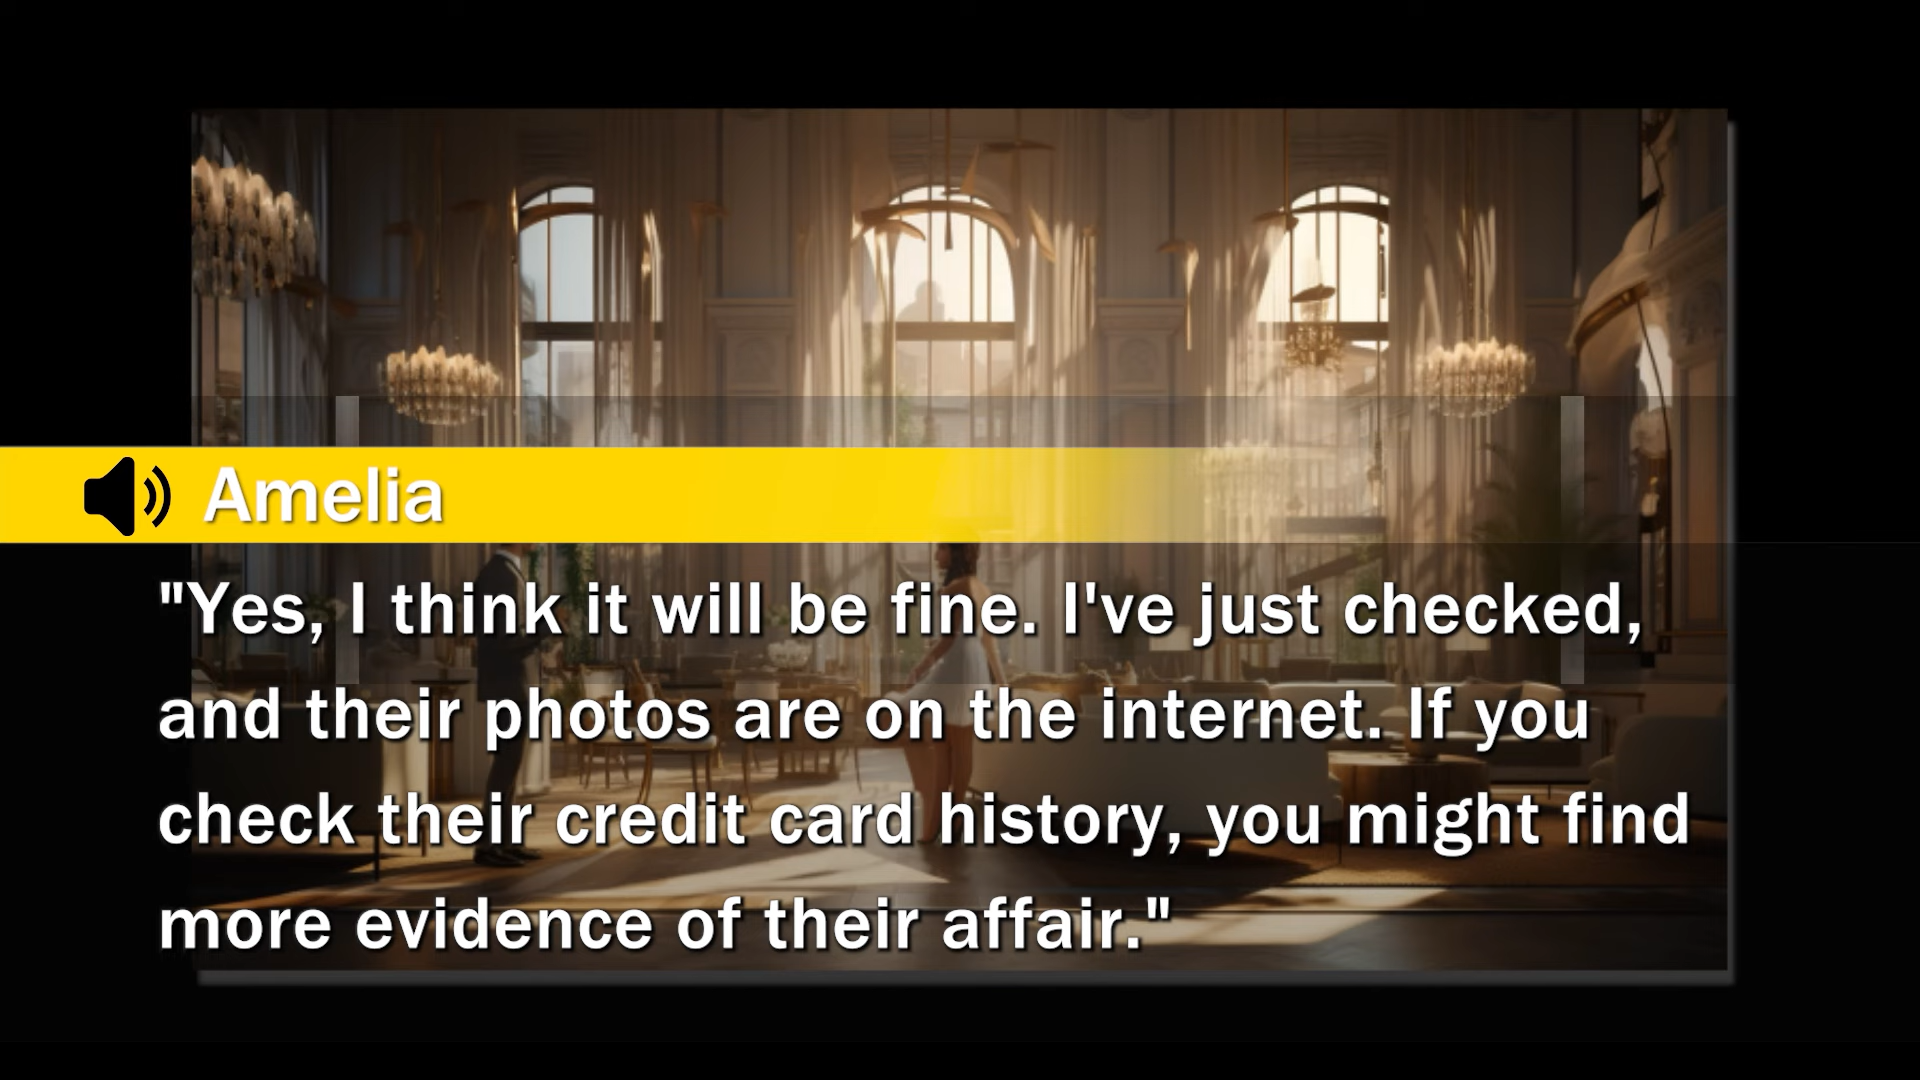 Amelia
"Yes, I think it will be fine. I've just checked,
and their photos are on the internet. If you
check their credit card history, you might find
more evidence of their affair."